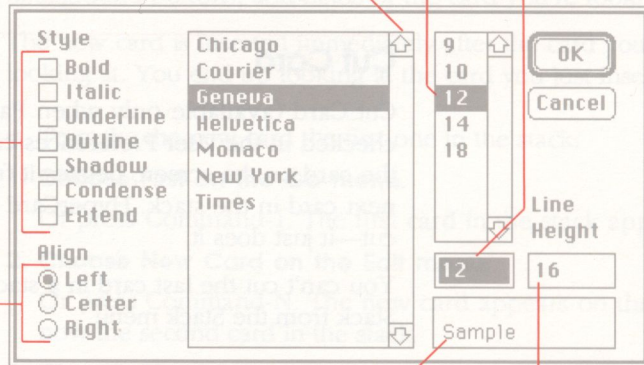 Style
Bold
Italic
Underline
Outline
Shadow
Condense
Extend
Align
Left
Center
Right
Chicago
Courier
Geneva
Helvetica
Monaco
New York
Times
9
10
12
14
18
12
Sample
OK
Cancel
Line
Height
16